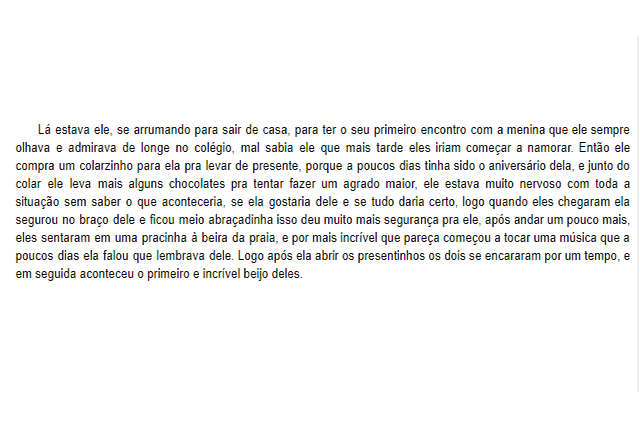 Lá estava ele, se arrumando para sair de casa, para ter o seu primeiro encontro com a menina que ele sempre
olhava e admirava de longe no colégio, mal sabia ele que mais tarde eles iriam começar a namorar. Então ele
compra um colarzinho para ela pra levar de presente, porque a poucos dias tinha sido o aniversário dela, e junto do
colar ele leva mais alguns chocolates pra tentar fazer um agrado maior, ele estava muito nervoso com toda a
situação sem saber o que aconteceria, se ela gostaria dele e se tudo daria certo, logo quando eles chegaram ela
segurou no braço dele e ficou meio abraçadinha isso deu muito mais segurança pra ele, após andar um pouco mais,
eles sentaram em uma pracinha à beira da praia, e por mais incrível que pareça começou a tocar uma música que a
poucos dias ela falou que lembrava dele. Logo após ela abrir os presentinhos os dois se encararam por um tempo, e
em seguida aconteceu o primeiro e incrível beijo deles.